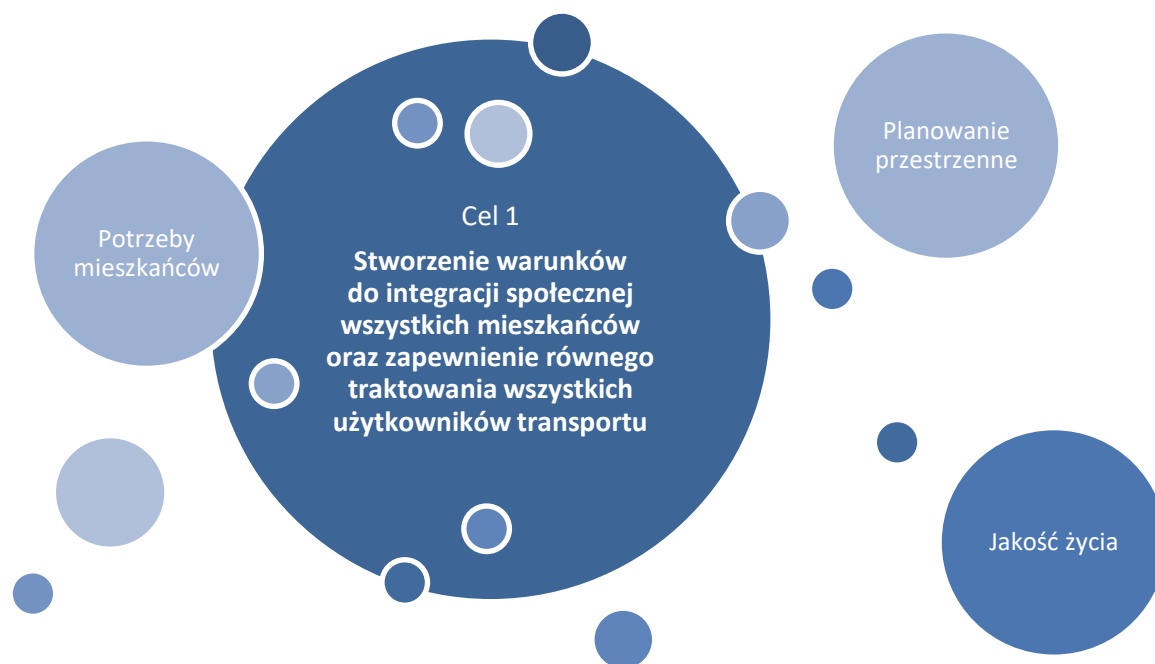 Planowanie
przestrzenne
Potrzeby
mieszkańców
Cel 1
Stworzenie warunków
do integracji społecznej
wszystkich mieszkańców
oraz zapewnienie równego
traktowania wszystkich
użytkowników transportu
Jakość życia